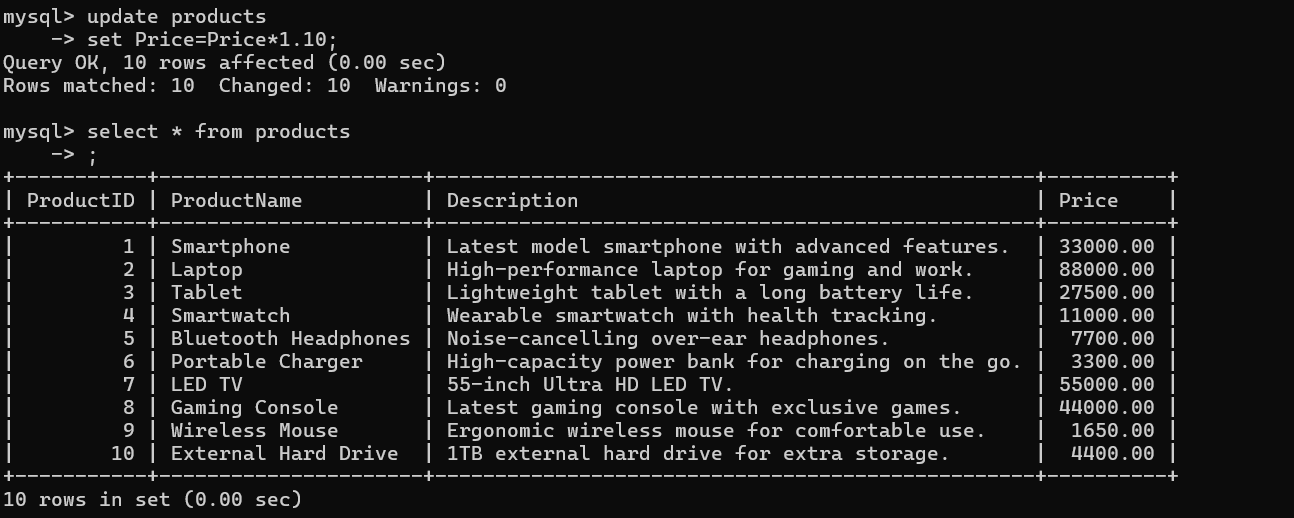 mysql> update products
    -> set Price=Price*1.10;
Query OK, 10 rows affected (0.00 sec)
Rows matched: 10  Changed: 10  Warnings: 0

mysql> select * from products
    -> ;
+-----------+----------------------+--------------------------------------------------+----------+
| ProductID | ProductName          | Description                                      | Price    |
+-----------+----------------------+--------------------------------------------------+----------+
|         1 | Smartphone           | Latest model smartphone with advanced features.  | 33000.00 |
|         2 | Laptop               | High-performance laptop for gaming and work.     | 88000.00 |
|         3 | Tablet               | Lightweight tablet with a long battery life.     | 27500.00 |
|         4 | Smartwatch           | Wearable smartwatch with health tracking.        | 11000.00 |
|         5 | Bluetooth Headphones | Noise-cancelling over-ear headphones.            |  7700.00 |
|         6 | Portable Charger     | High-capacity power bank for charging on the go. |  3300.00 |
|         7 | LED TV               | 55-inch Ultra HD LED TV.                         | 55000.00 |
|         8 | Gaming Console       | Latest gaming console with exclusive games.      | 44000.00 |
|         9 | Wireless Mouse       | Ergonomic wireless mouse for comfortable use.    |  1650.00 |
|        10 | External Hard Drive  | 1TB external hard drive for extra storage.       |  4400.00 |
+-----------+----------------------+--------------------------------------------------+----------+
10 rows in set (0.00 sec)